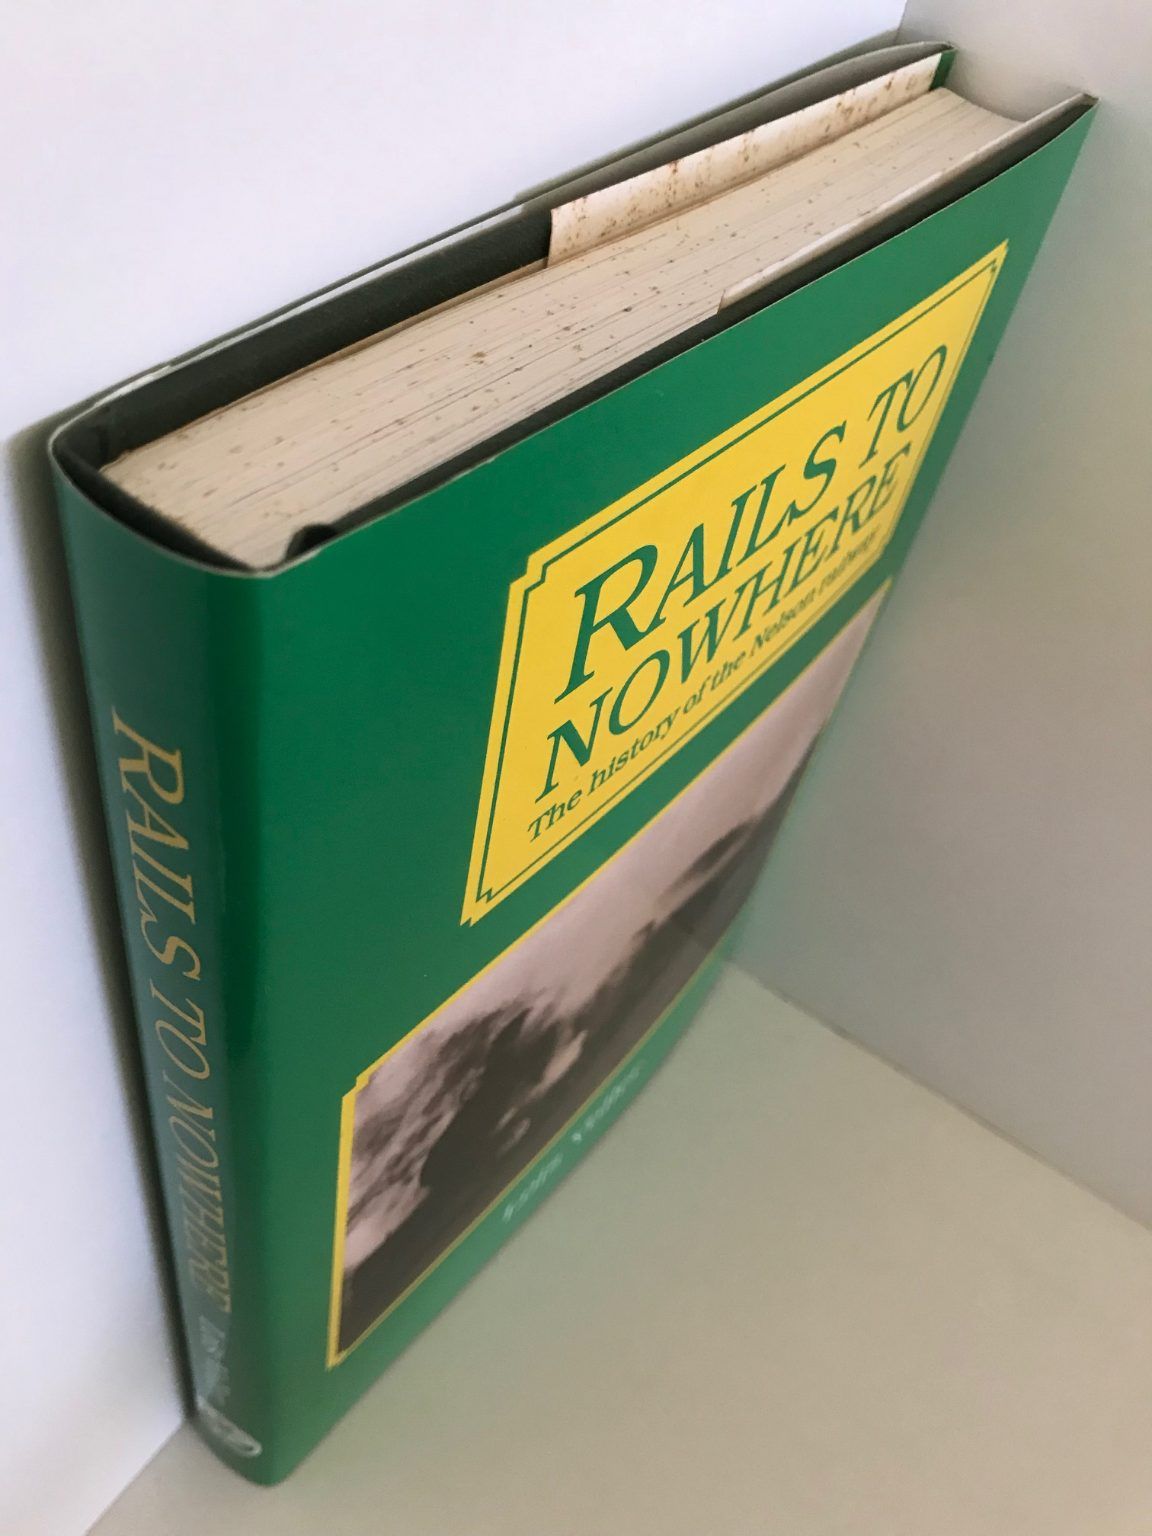 RAILS TO
NOWHERE
The history of the Nelson Railway
RAILS TO NOWHERE